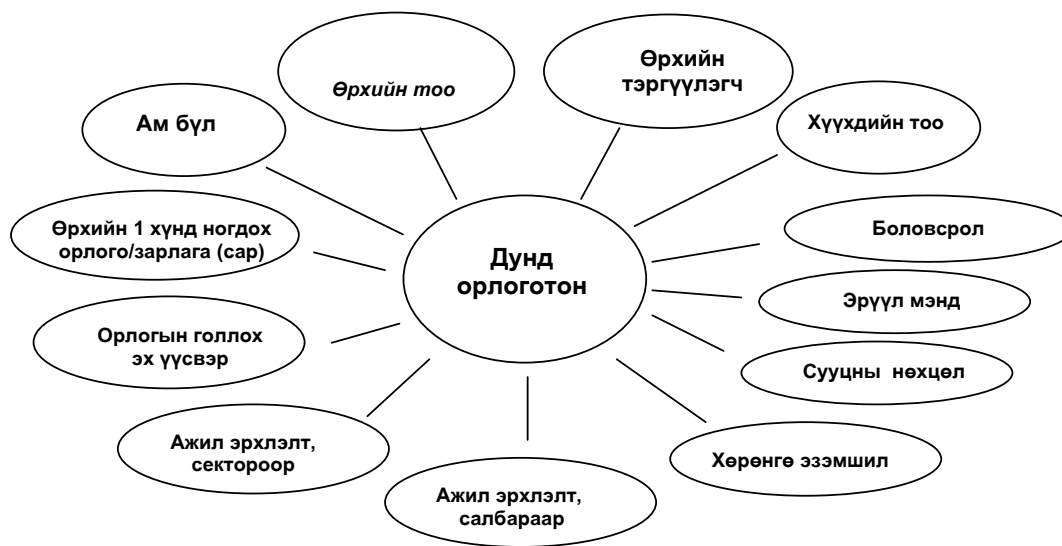 Өрхийн тоо
Өрхийн
тэргүүлэгч
Ам бүл
Хүүхдийн тоо
Өрхийн 1 хүнд ногдох
орлого/зарлага (сар)
Дунд
орлоготон
Боловсрол
Эрүүл мэнд
Орлогын голлох
эх үүсвэр
Сууцны нөхцөл
Ажил эрхлэлт,
сектороор
Хөрөнгө эзэмшил
Ажил эрхлэлт,
салбараар